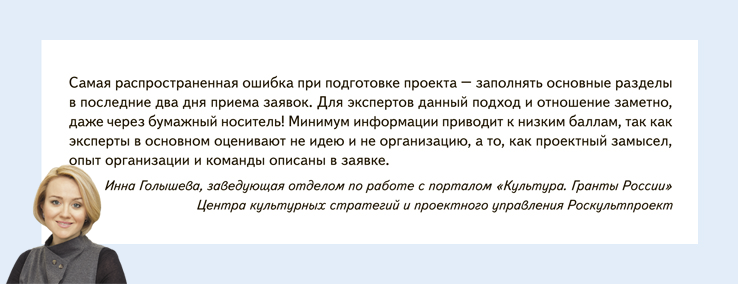 Самая распространенная ошибка при подготовке проекта — заполнять основные разделы
в последние два дня приема заявок. Для экспертов данный подход и отношение заметно,
даже через бумажный носитель! Минимум информации приводит к низким баллам, так как
эксперты в основном оценивают не идею и не организацию, а то, как проектный замысел,
опыт организации и команды описаны в заявке.
Инна Голышева, заведующая отделом по работе с порталом «Культура. Гранты России»
Центра культурных стратегий и проектного управления Роскультпроект